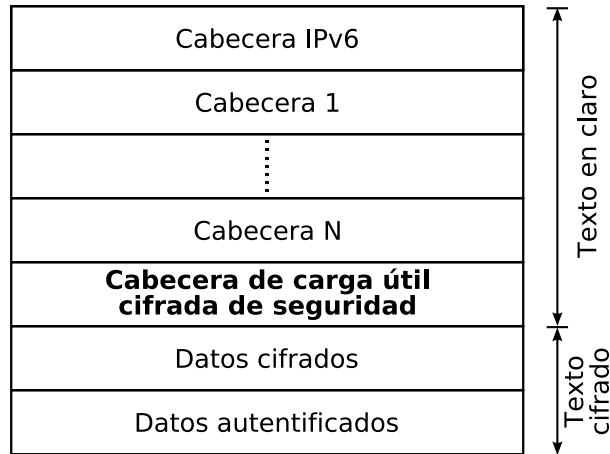 Cabecera IPv6
Cabecera 1
Cabecera N
Cabecera de carga útil
cifrada de seguridad
Datos cifrados
Datos autentificados
Texto en claro
Texto
cifrado